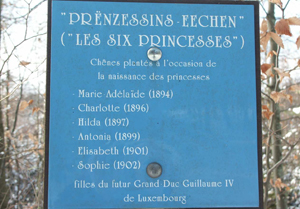 "PRËNZESSINS-EECHEN"
("LES SIX PRINCESSES")
Chênes plantés à l'occasion de
la naissance des princesses
- Marie Adélaïde (1894)
- Charlotte (1896)
- Hilda (1897)
- Antonia (1899)
- Elisabeth (1901)
- Sophie (1902)
filles du futur Grand Duc Guillaume IV
de Luxembourg